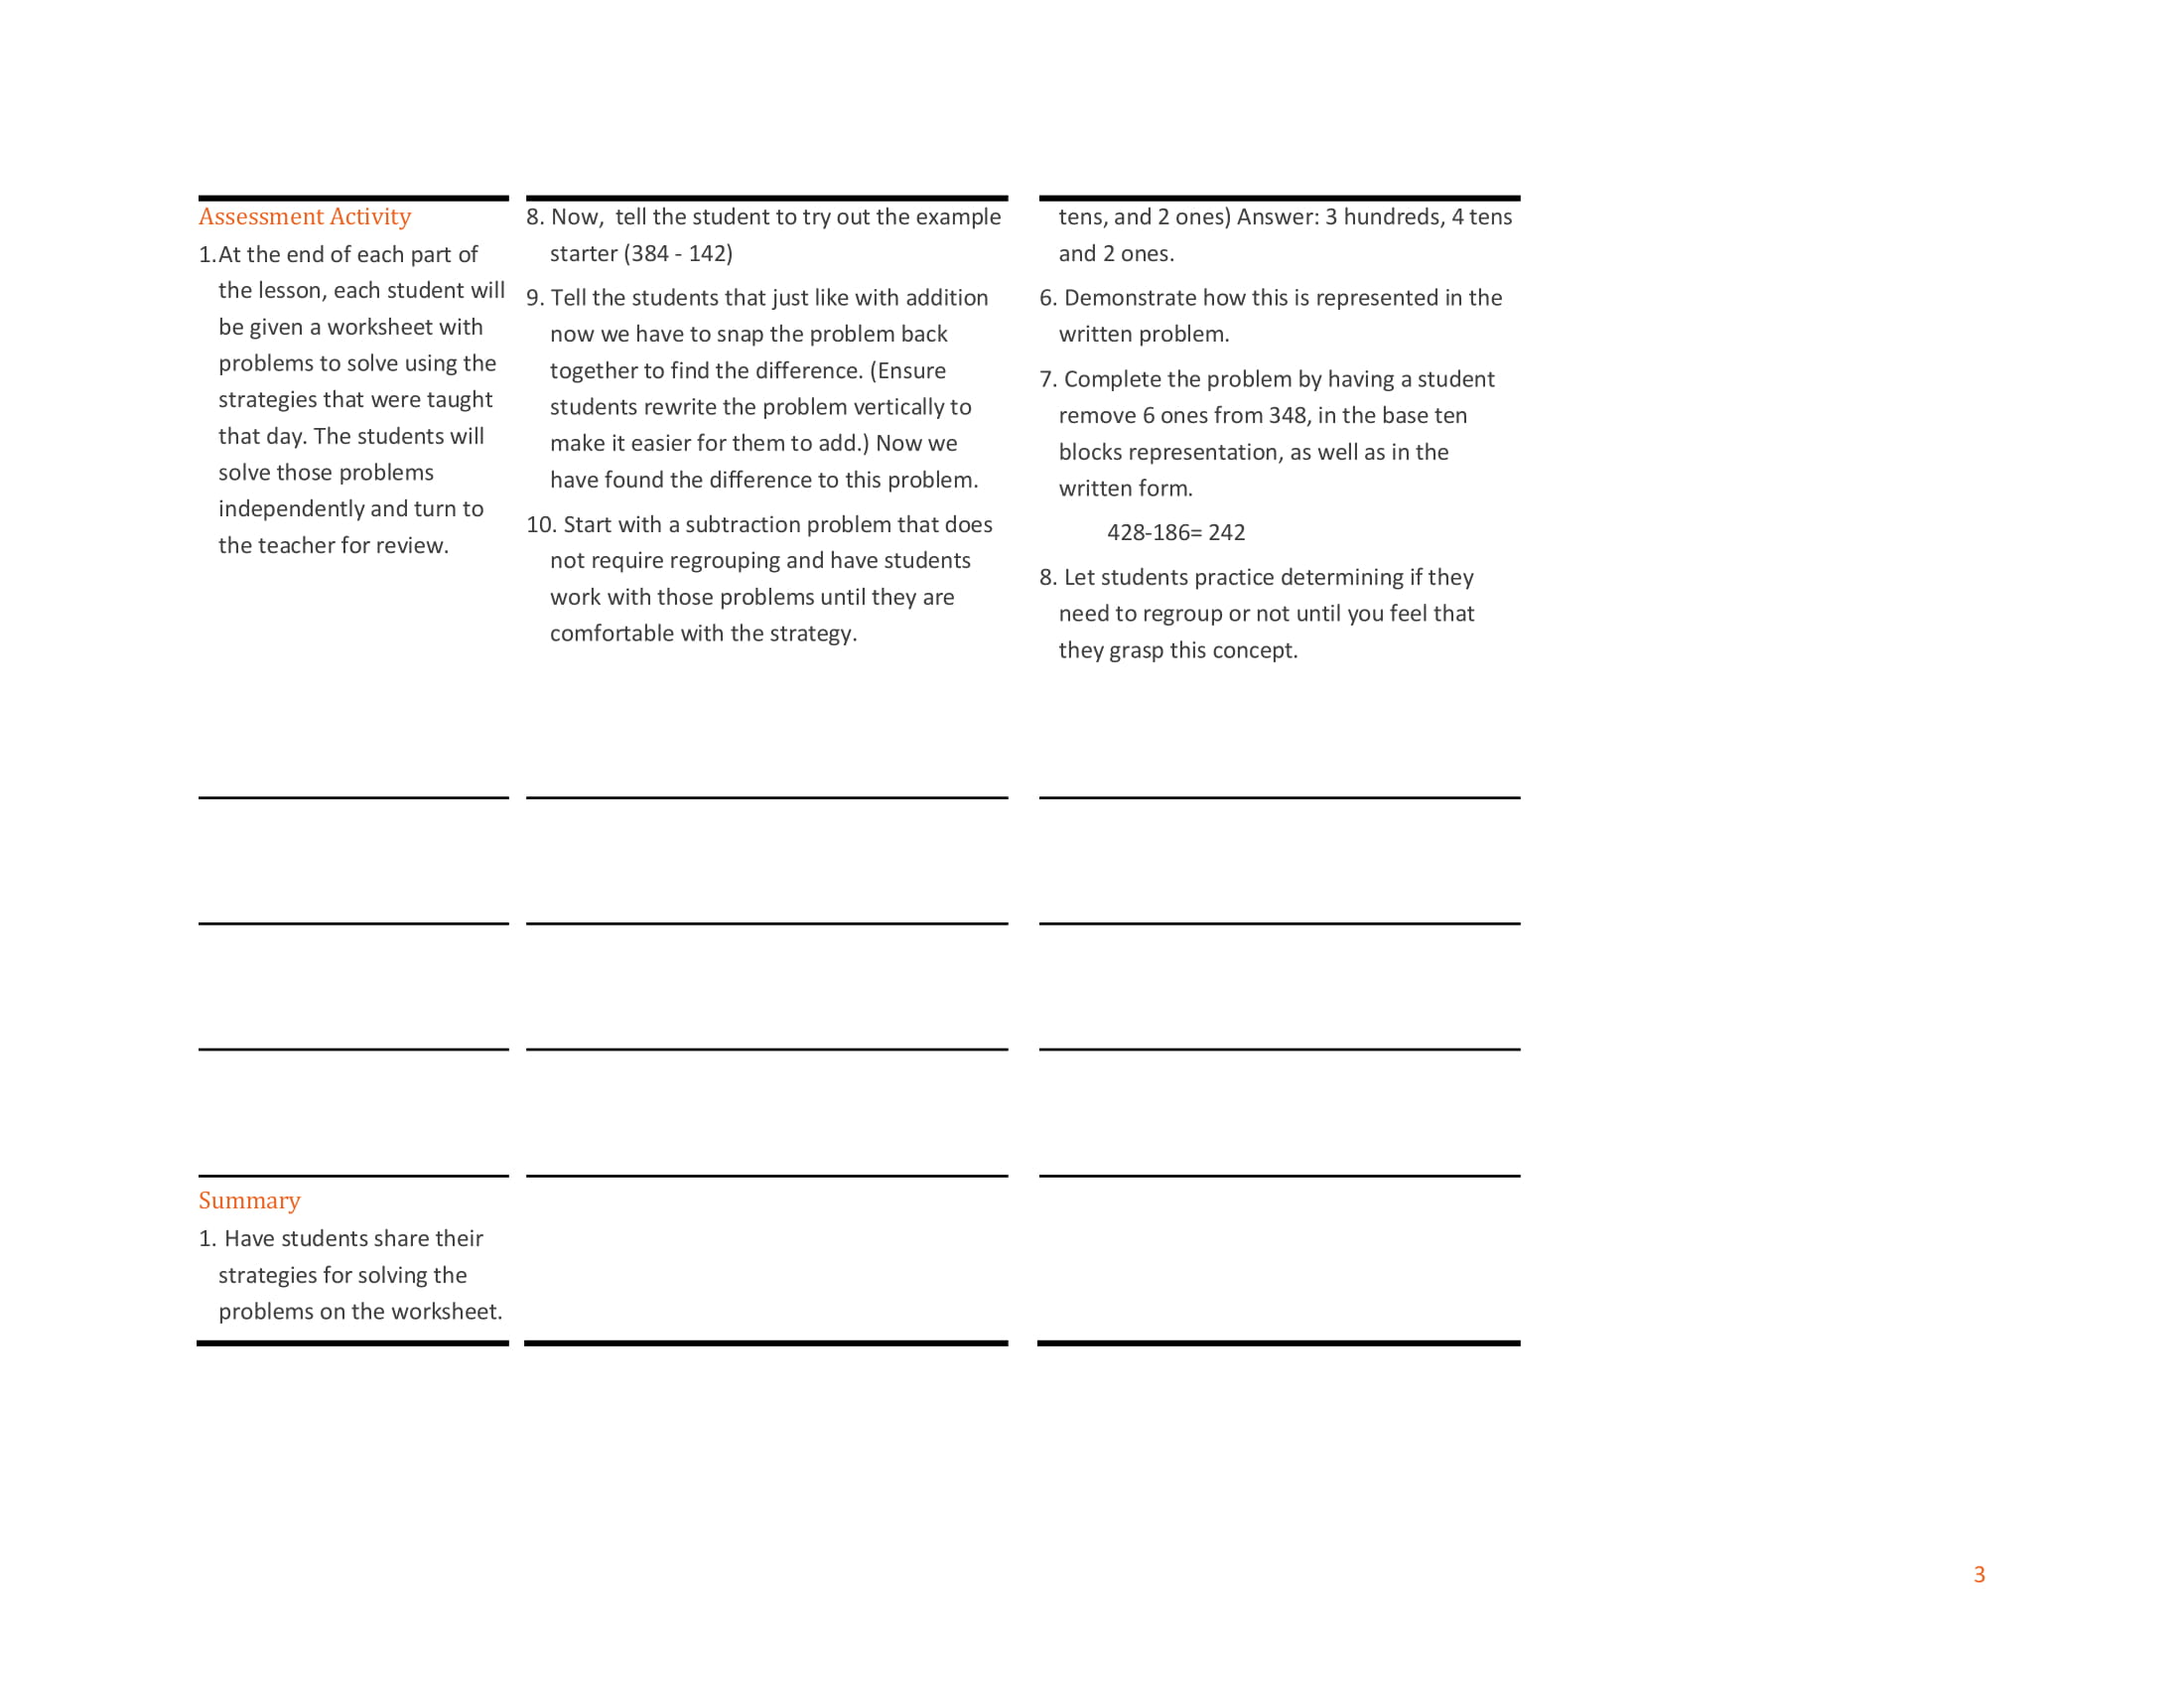 Assessment Activity
1.At the end of each part of
the lesson, each student will
be given a worksheet with
problems to solve using the
strategies that were taught
that day. The students will
solve those problems
independently and turn to
the teacher for review.
8. Now,  tell the student to try out the example
starter (384 - 142)
9. Tell the students that just like with addition
now we have to snap the problem back
together to find the difference. (Ensure
students rewrite the problem vertically to
make it easier for them to add.) Now we
have found the difference to this problem.
10. Start with a subtraction problem that does
not require regrouping and have students
work with those problems until they are
comfortable with the strategy.
tens, and 2 ones) Answer: 3 hundreds, 4 tens
and 2 ones.
6. Demonstrate how this is represented in the
written problem.
7. Complete the problem by having a student
remove 6 ones from 348, in the base ten
blocks representation, as well as in the
written form.
428-186= 242
8. Let students practice determining if they
need to regroup or not until you feel that
they grasp this concept.
Summary
1. Have students share their
strategies for solving the
problems on the worksheet.
3